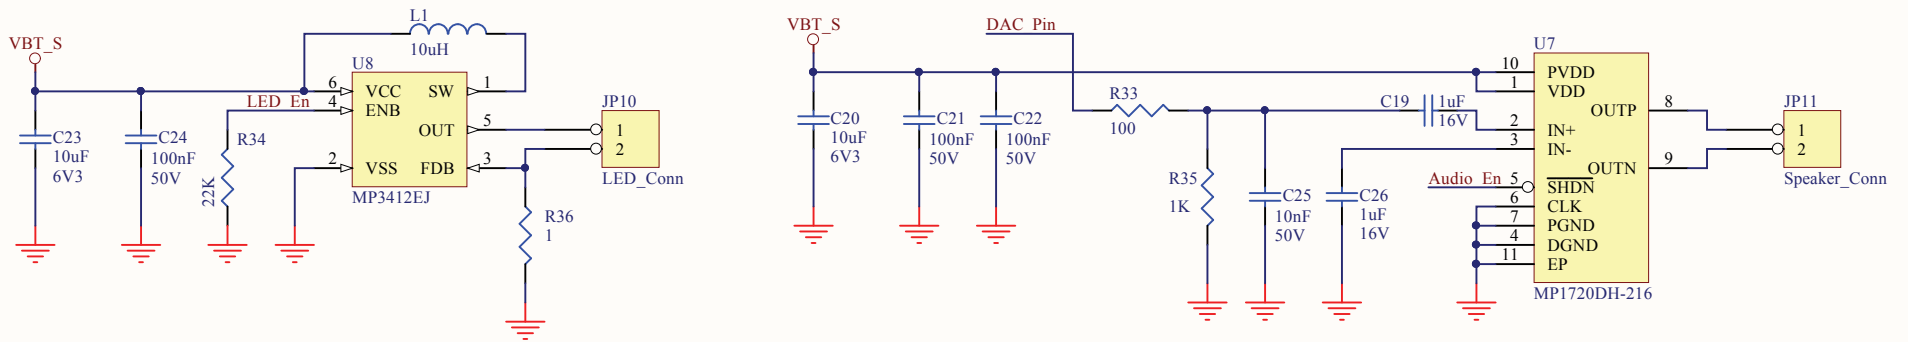 L1
10uH
VBT_S
U8
6
VCC
SW
1
LED_En
4
ENB
JP10
C23
10uF
6V3
C24
100nF
50V
R34
22K
OUT
5
1
2
2
VSS
FDB
3
MP3412EJ
LED_Conn
R36
1
VBT_S
DAC_Pin
U7
10
PVDD
1
VDD
R33
100
C19
1uF
16V
OUTP
8
JP11
C20
10uF
6V3
C21
100nF
50V
C22
100nF
50V
2
IN+
3
IN-
1
2
OUTN
9
Speaker_Conn
R35
1K
C25
10nF
50V
C26
1uF
16V
Audio_En
5
SHDN
6
CLK
7
PGND
4
DGND
11
EP
MP1720DH-216